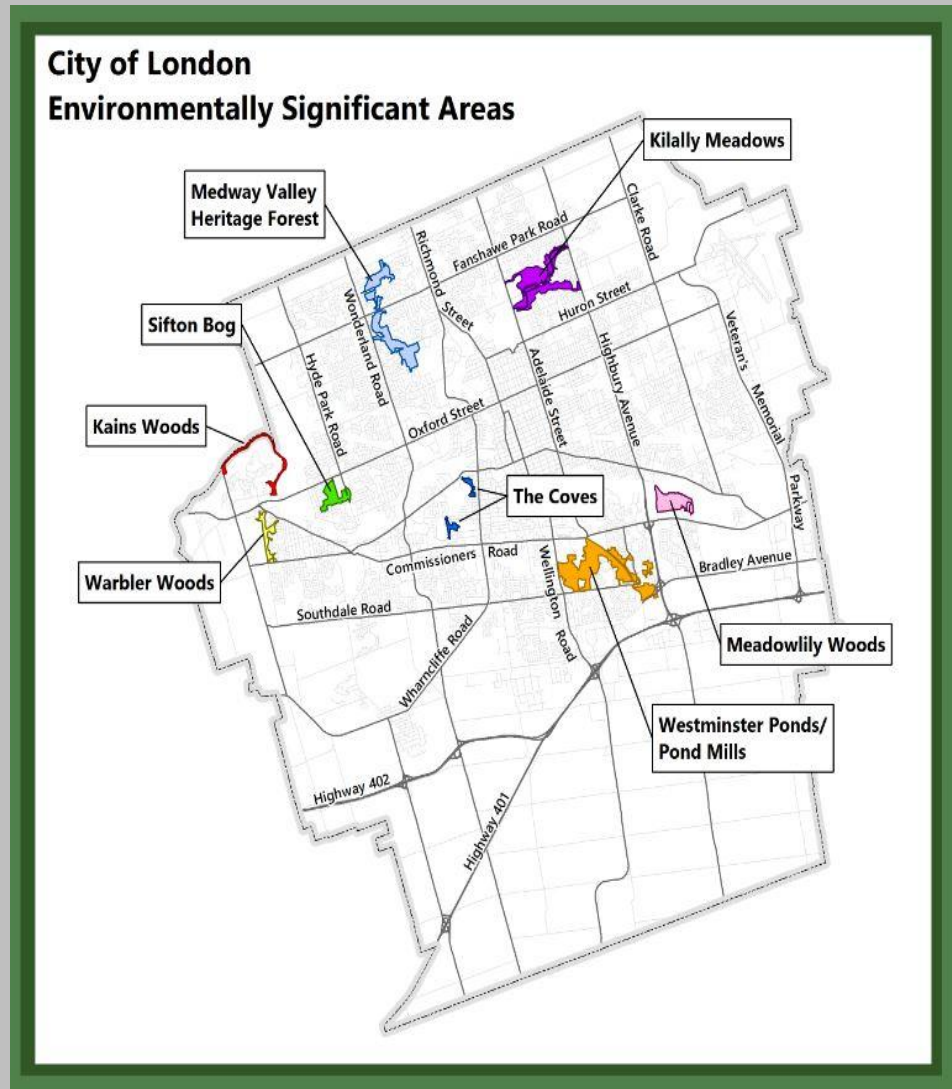 City of London
Environmentally Significant Areas
Kilally Meadows
Medway Valley
Heritage Forest
Clarke Road
Richmond Street
Fanshawe Park Road
Sifton Bog
Wonderland Road
Huron Street
Hyde Park Road
Adelaide Street
Highbury Avenue
Veteran's Memorial Parkway
Kains Woods
Oxford Street
The Coves
Commissioners Road
Wellington Road
Bradley Avenue
Warbler Woods
Southdale Road
Wharncliffe Road
Meadowlily Woods
Westminster Ponds/
Pond Mills
Highway 402
Highway 401